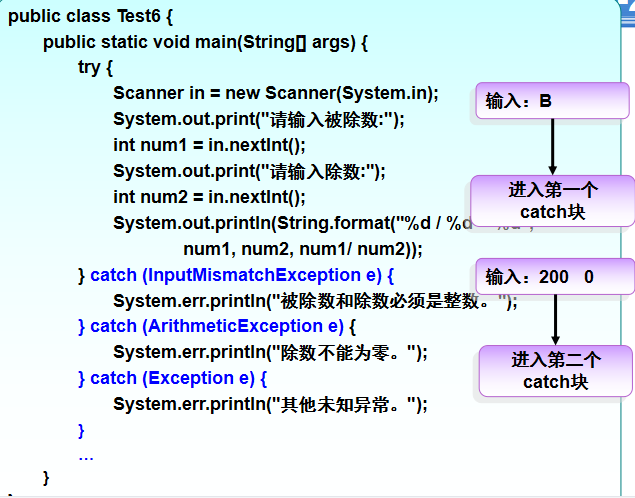 public class Test6 {
public static void main(String[] args) {
try {
Scanner in = new Scanner(System.in);
System.out.print("请输入被除数:");
int num1 = in.nextInt();
System.out.print("请输入除数:");
int num2 = in.nextInt();
System.out.println(String.format("%d / %d
num1, num2, num1/ num2));
} catch (InputMismatchException e) {
System.err.println("被除数和除数必须是整数。");
} catch (ArithmeticException e) {
System.err.println("除数不能为零。");
} catch (Exception e) {
System.err.println("其他未知异常。");
}
…
}
输入：B
进入第一个
catch块
输入：200 0
进入第二个
catch块